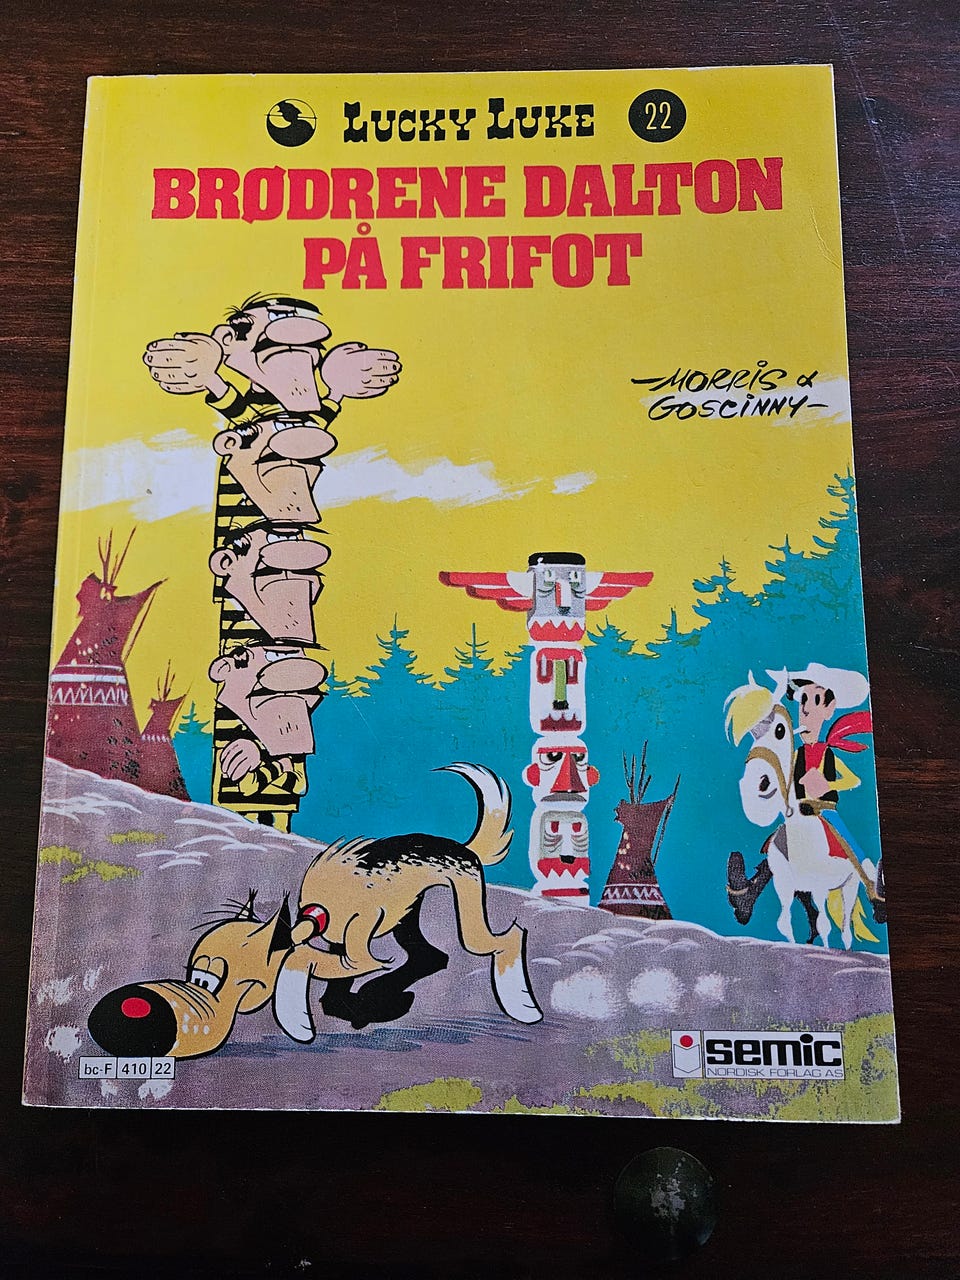 LUCKY LUKE 22
BRØDRENE DALTON
PÅ FRIFOT
-MORRIS &
GOSCINNY-
semic
NORDISK FORLAG AS
bc-F 410 22